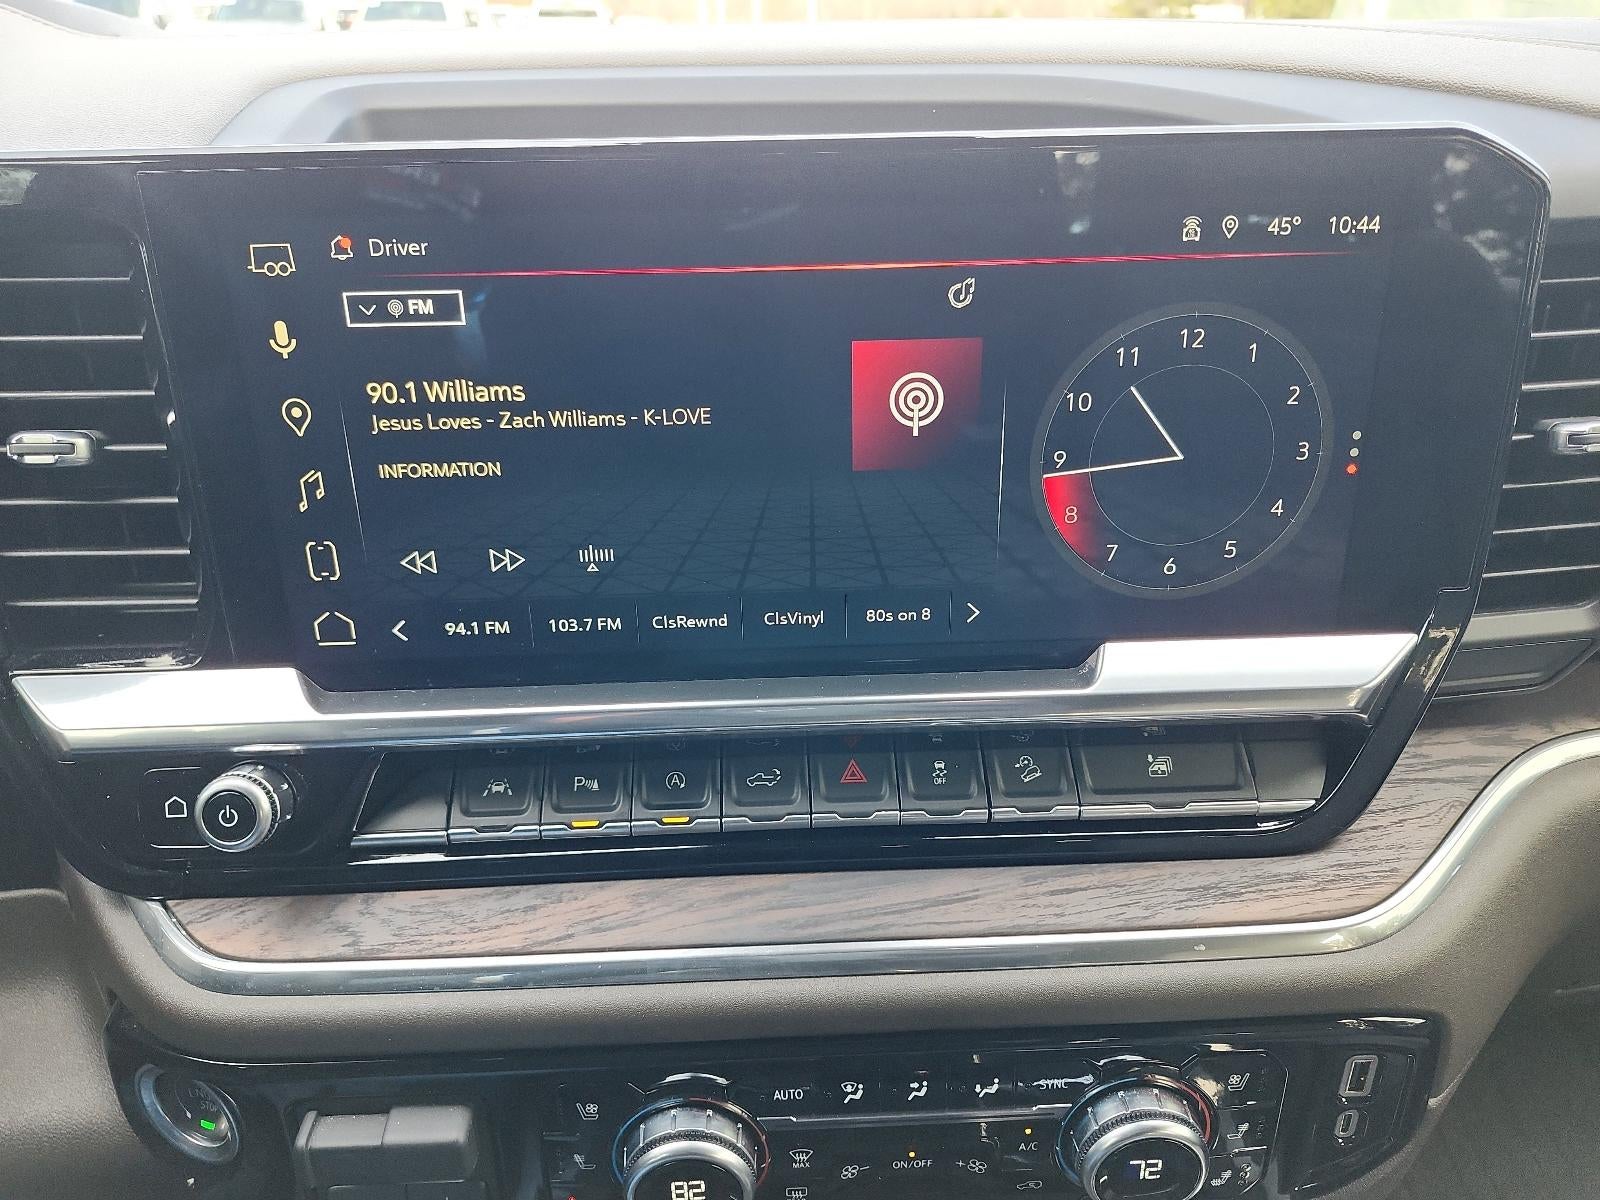 Driver
45° 10:44
FM
90.1 Williams
Jesus Loves - Zach Williams - K-LOVE
INFORMATION
12
1
2
3
4
5
6
7
8
9
10
11
94.1 FM 103.7 FM ClsRewnd ClsVinyl 80s on 8
P A OFF
AUTO SYNC
STOP
MAX ON/OFF A/C
82 72